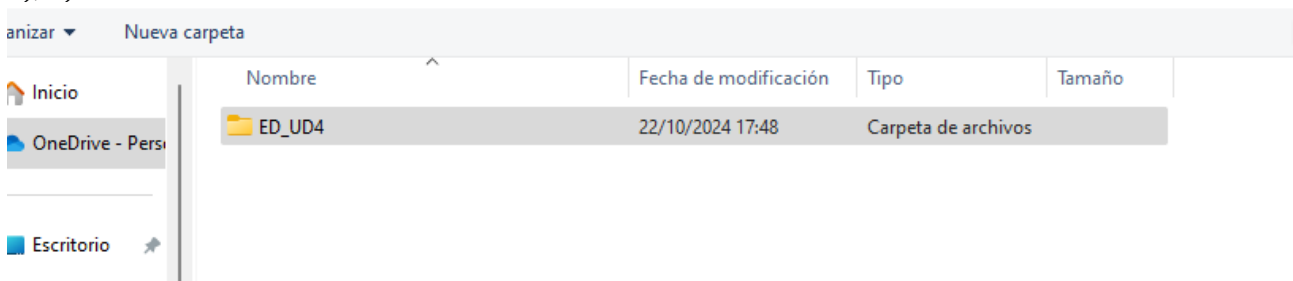 anizar Nueva carpeta
Nombre Fecha de modificación Tipo Tamaño
Inicio
ED_UD4 22/10/2024 17:48 Carpeta de archivos
OneDrive - Pers
Escritorio